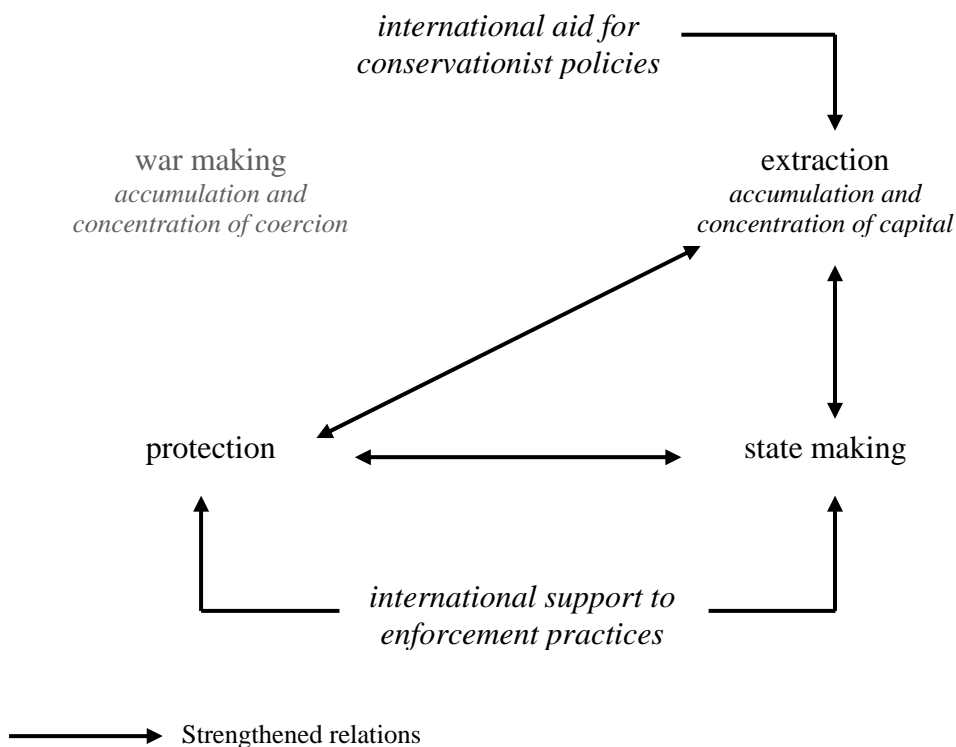 international aid for
conservationist policies
war making
accumulation and
concentration of coercion
extraction
accumulation and
concentration of capital
protection
state making
international support to
enforcement practices
Strengthened relations